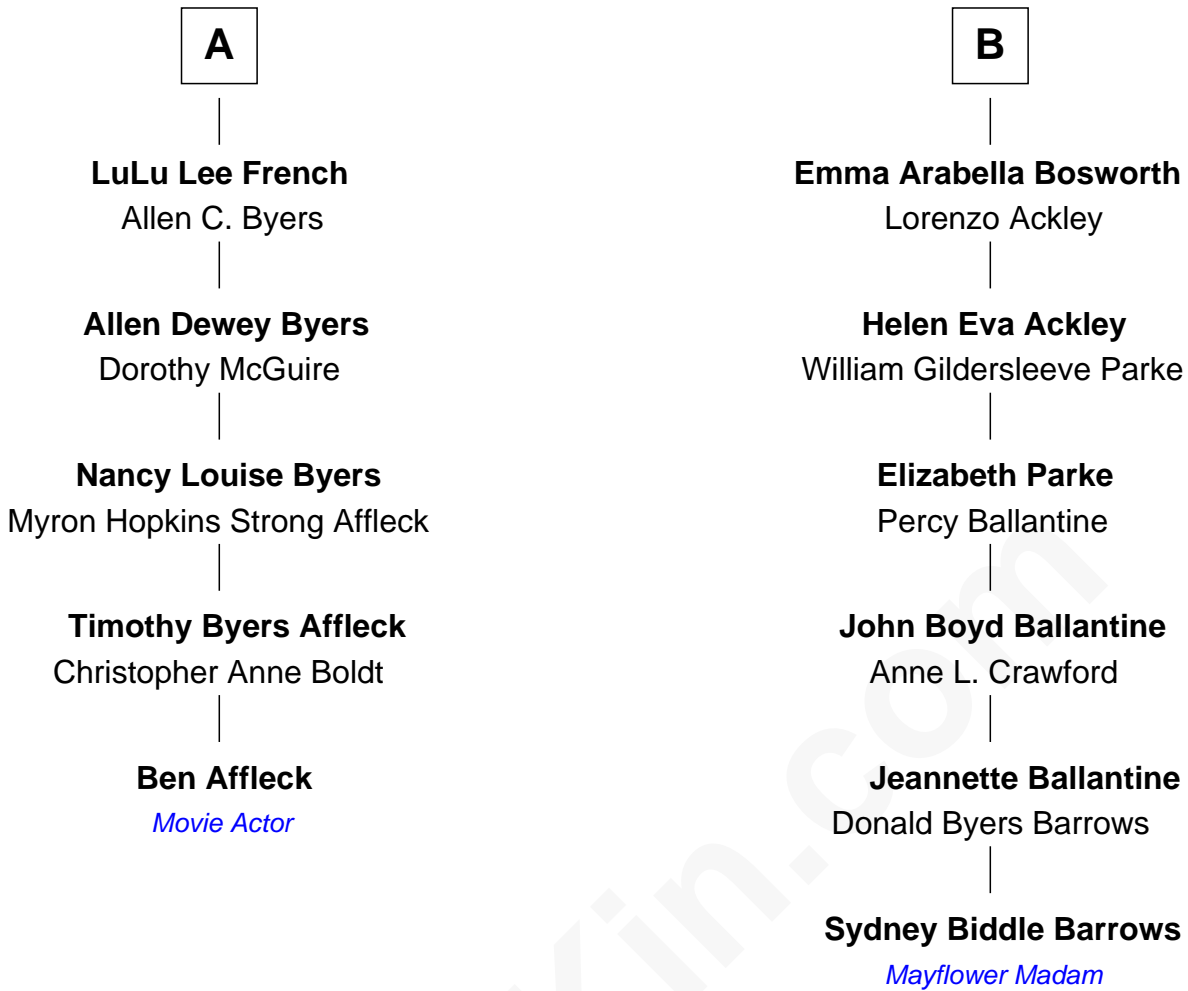 A
LuLu Lee French
Allen C. Byers
Allen Dewey Byers
Dorothy McGuire
Nancy Louise Byers
Myron Hopkins Strong Affleck
Timothy Byers Affleck
Christopher Anne Boldt
Ben Affleck
Movie Actor
B
Emma Arabella Bosworth
Lorenzo Ackley
Helen Eva Ackley
William Gildersleeve Parke
Elizabeth Parke
Percy Ballantine
John Boyd Ballantine
Anne L. Crawford
Jeannette Ballantine
Donald Byers Barrows
Sydney Biddle Barrows
Mayflower Madam